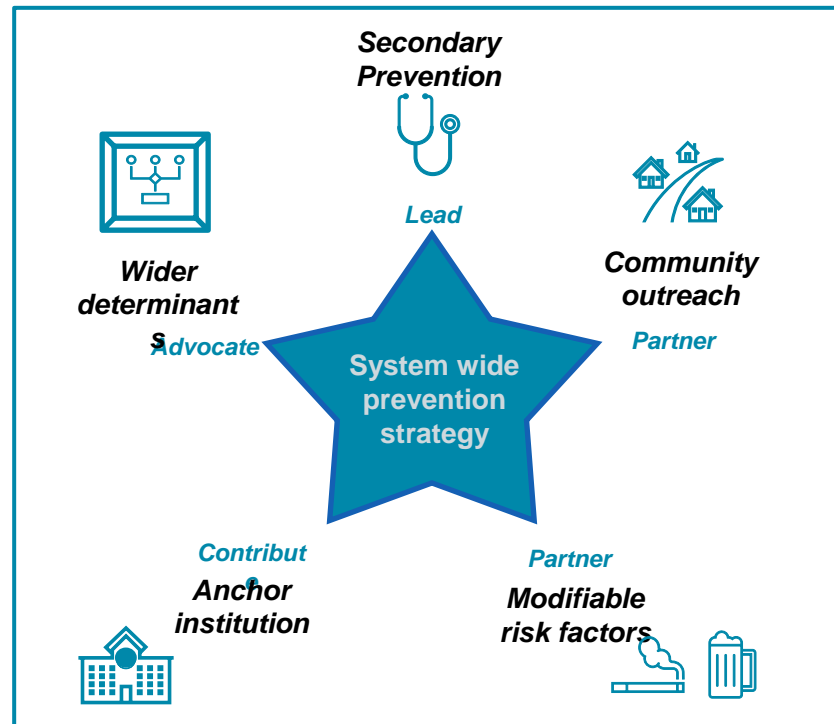 Secondary
Prevention
Lead
Wider
determinant
s
Advocate
Community
outreach
Partner
System wide
prevention
strategy
Contribut
e
Anchor
institution
Partner
Modifiable
risk factors